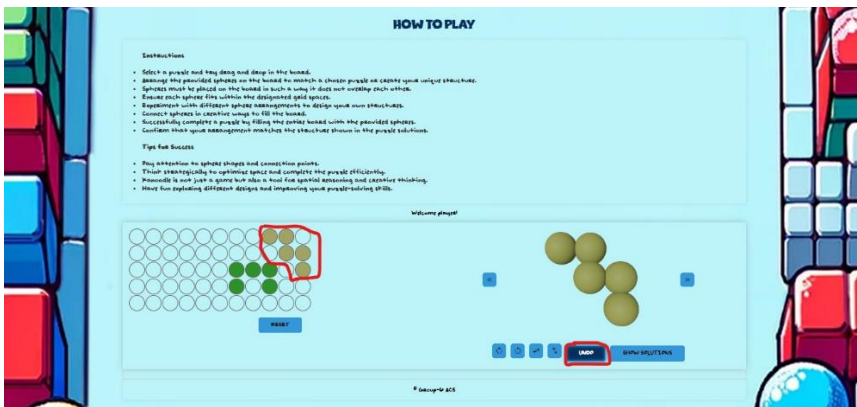 HOW TO PLAY
Instructions
• Select a puzzle and try drag and drop in the board.
• Arrange the provided spheres on the board to match a chosen puzzle or create your unique structure.
• Spheres must be placed on the board in such a way it does not overlap each other.
• Ensure each sphere fits within the designated grid spaces.
• Experiment with different sphere arrangements to design your own structures.
• Connect spheres in creative ways to fill the board.
• Successfully complete a puzzle by filling the entire board with the provided spheres.
• Confirm that your arrangement matches the structure shown in the puzzle solutions.
Tips for Success
• Pay attention to sphere shapes and connection points.
• Think strategically to optimize space and complete the puzzle efficiently.
• Kanoodle is not just a game but also a tool for spatial reasoning and creative thinking.
• Have fun exploring different designs and improving your puzzle-solving skills.
Welcome player!
RESET
UNDO
SHOW SOLUTIONS
© Group-G ACS